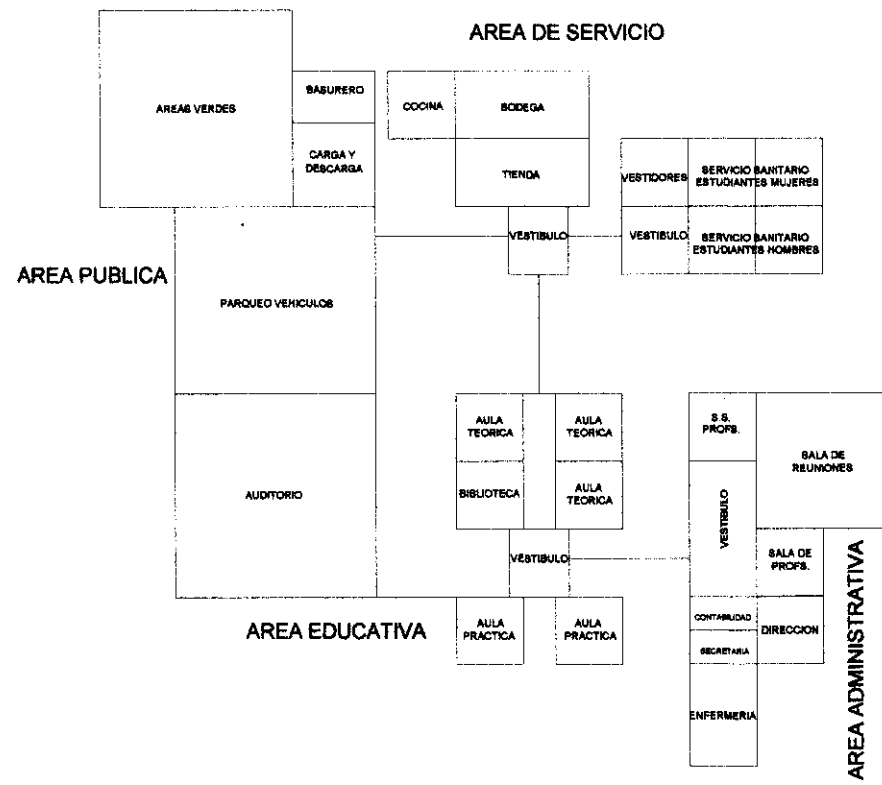 AREA DE SERVICIO
AREAS VERDES
BASURERO
COCINA
BODEGA
CARGA Y
DESCARGA
TIENDA
VESTIDORES
SERVICIO SANITARIO
ESTUDIANTES MUJERES
VESTIBULO
VESTIBULO
SERVICIO SANITARIO
ESTUDIANTES HOMBRES
AREA PUBLICA
PARQUEO VEHICULOS
AULA
TEORICA
AULA
TEORICA
S.S.
PROFS.
SALA DE
REUNIONES
AUDITORIO
BIBLIOTECA
AULA
TEORICA
VESTIBULO
VESTIBULO
SALA DE
PROFS.
AREA EDUCATIVA
AULA
PRACTICA
AULA
PRACTICA
CONTABILIDAD
DIRECCION
SECRETARIA
ENFERMERIA
AREA ADMINISTRATIVA